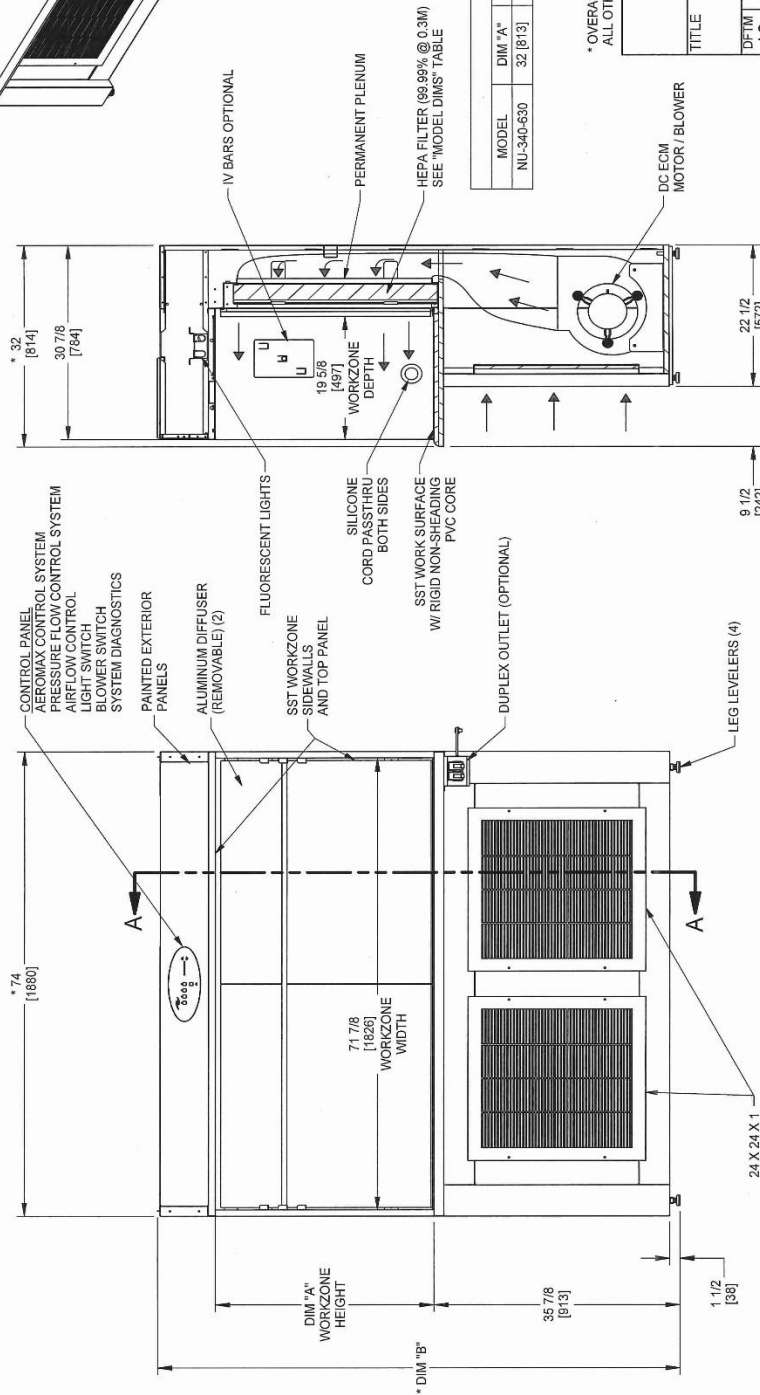 CONTROL PANEL
AEROMAX CONTROL SYSTEM
PRESSURE FLOW CONTROL SYSTEM
AIRFLOW CONTROL
LIGHT SWITCH
BLOWER SWITCH
SYSTEM DIAGNOSTICS
PAINTED EXTERIOR
PANELS
ALUMINUM DIFFUSER
(REMOVABLE) (2)
SST WORKZONE
SIDEWALLS
AND TOP PANEL
DUPLEX OUTLET (OPTIONAL)
LEG LEVELERS (4)
* 74
[1880]
A
A
71 7/8
[1826]
WORKZONE
WIDTH
DIM "A"
WORKZONE
HEIGHT
* DIM "B"
35 7/8
[913]
1 1/2
[38]
24 X 24 X 1
* 32
[814]
30 7/8
[784]
IV BARS OPTIONAL
PERMANENT PLENUM
HEPA FILTER (99.99% @ 0.3M)
SEE "MODEL DIMS" TABLE
FLUORESCENT LIGHTS
19 5/8
[497]
WORKZONE
DEPTH
SILICONE
CORD PASSTHRU
BOTH SIDES
SST WORK SURFACE
W/ RIGID NON-SHEADING
PVC CORE
DC ECM
MOTOR / BLOWER
22 1/2
[572]
9 1/2
[242]
MODEL DIM "A"
NU-340-630 32 [813]
* OVERA
ALL OTH
TITLE
DFTM